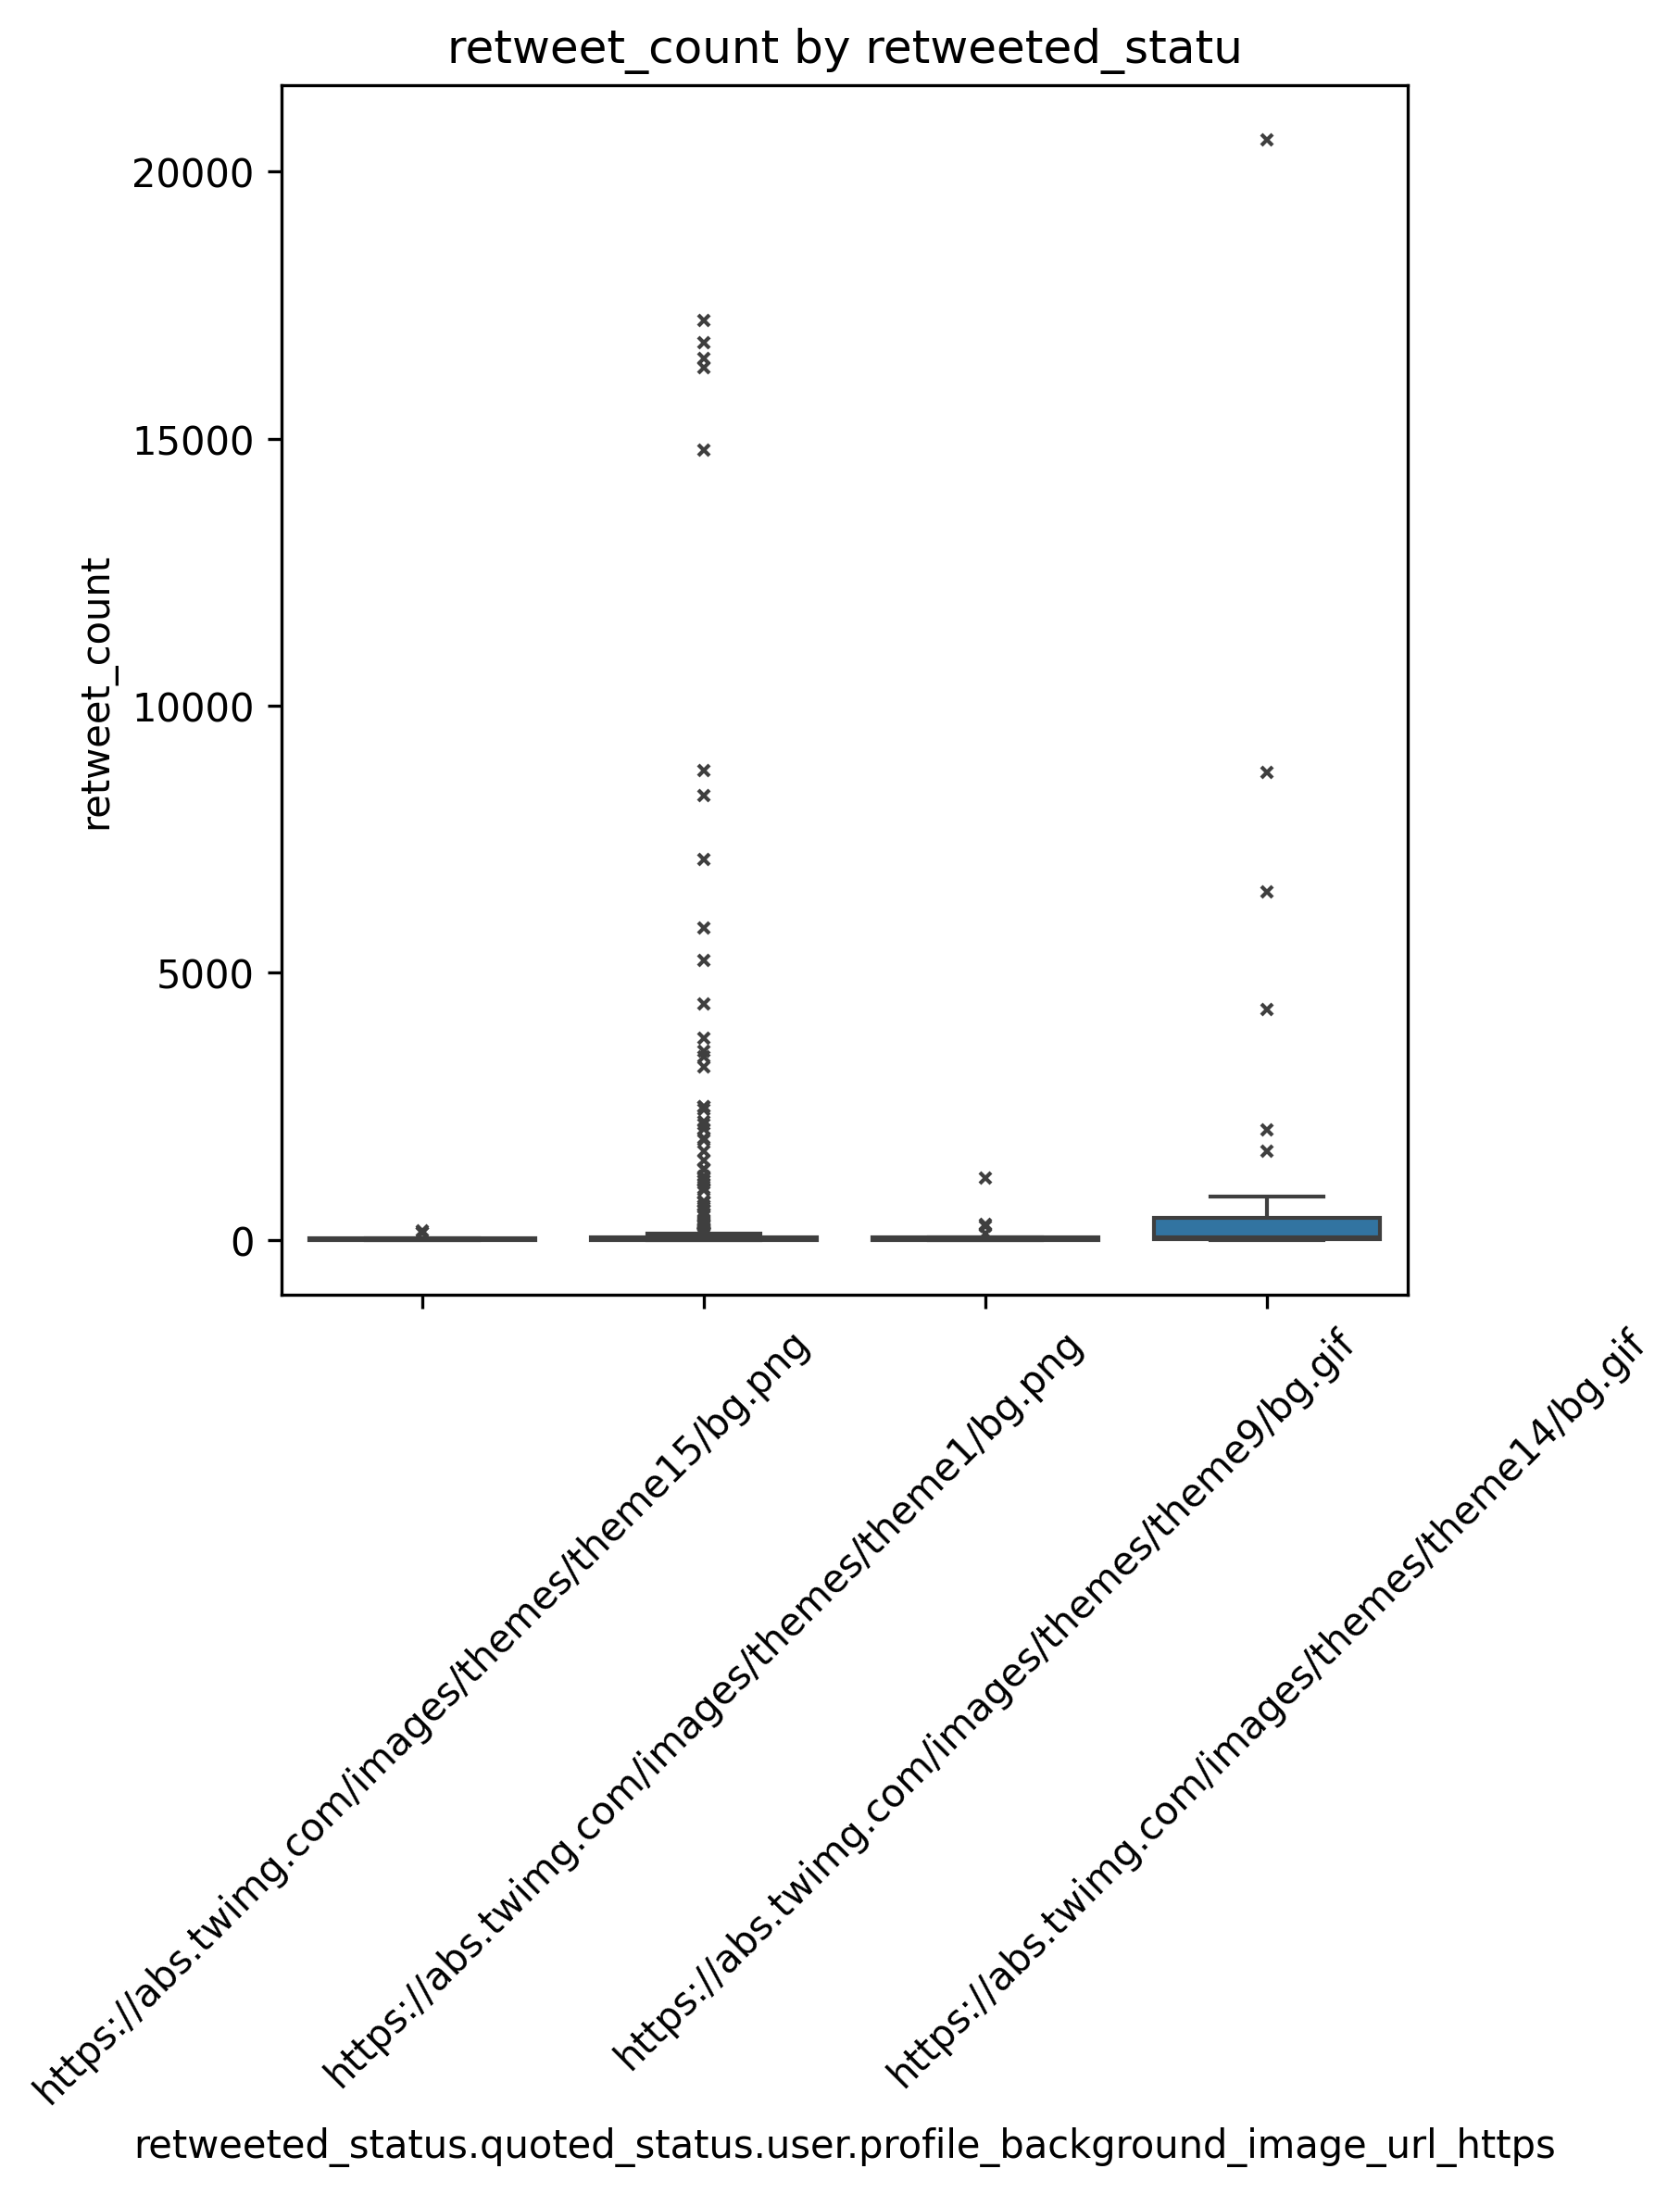 retweet_count by retweeted_statu
20000
15000
10000
5000
0
retweet_count
https://abs.twimg.com/images/themes/theme15/bg.png
https://abs.twimg.com/images/themes/theme1/bg.png
https://abs.twimg.com/images/themes/theme9/bg.gif
https://abs.twimg.com/images/themes/theme14/bg.gif
retweeted_status.quoted_status.user.profile_background_image_url_https